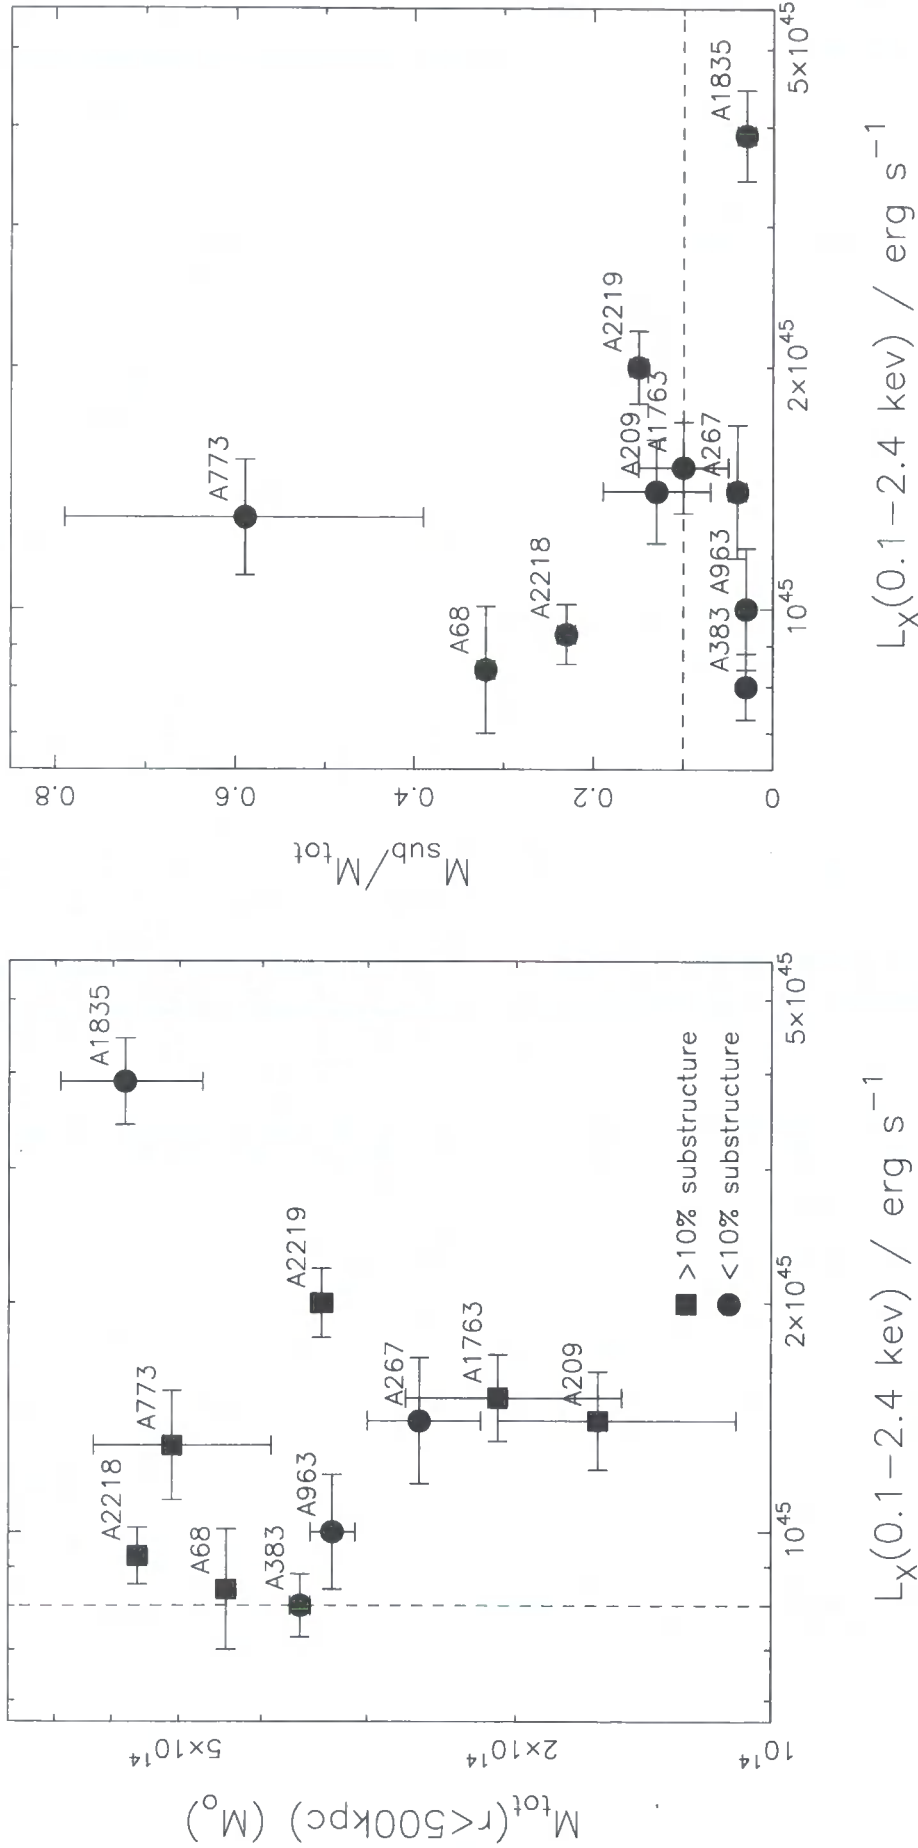 M_tot(r<500kpc) (M_o)
5×10^14
2×10^14
10^14
A2218
A773
A1835
A68
A383
A963
A2219
A267
A1763
A209
>10% substructure
<10% substructure
10^45
2×10^45
5×10^45
L_X(0.1−2.4 kev) / erg s^−1
M_sub/M_tot
0.8
0.6
0.4
0.2
0
A773
A68
A2218
A209
A1763
A2219
A267
A383
A963
A1835
10^45
2×10^45
5×10^45
L_X(0.1−2.4 kev) / erg s^−1